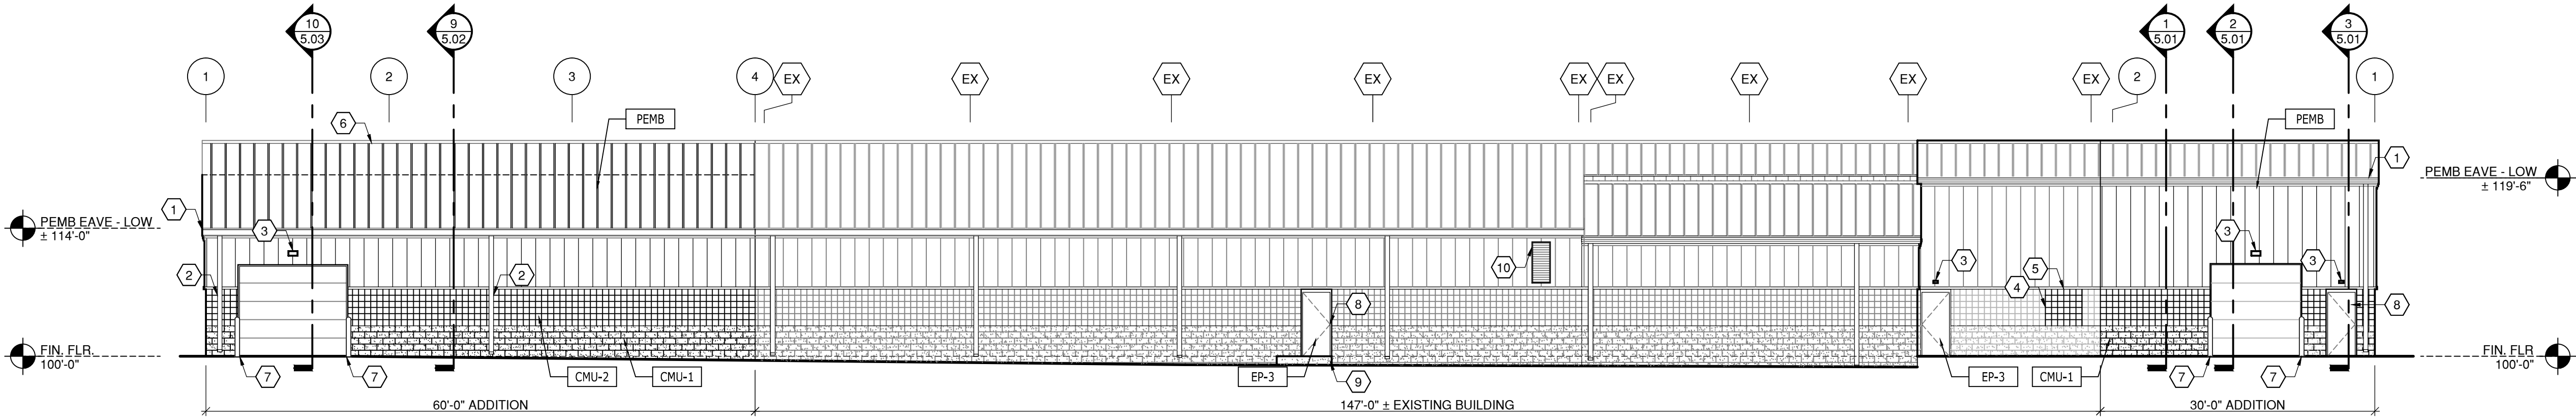 10
5.03
9
5.02
1
5.01
2
5.01
3
5.01
1
2
3
4
EX
EX
EX
EX
EX
EX
EX
EX
EX
2
1
6
PEMB
PEMB
1
PEMB EAVE - LOW
± 119'-6"
1
PEMB EAVE - LOW
± 114'-0"
3
3
2
2
10
3
5
3
4
8
8
FIN. FLR.
100'-0"
FIN. FLR
100'-0"
7
7
CMU-2
CMU-1
EP-3
9
EP-3
CMU-1
7
7
60'-0" ADDITION
147'-0" ± EXISTING BUILDING
30'-0" ADDITION